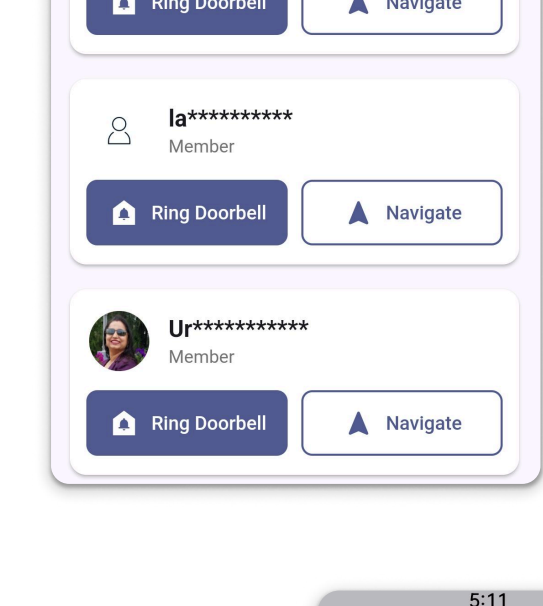 Ring Doorbell
Navigate
la**********
Member
Ring Doorbell
Navigate
Ur***********
Member
Ring Doorbell
Navigate
5:11